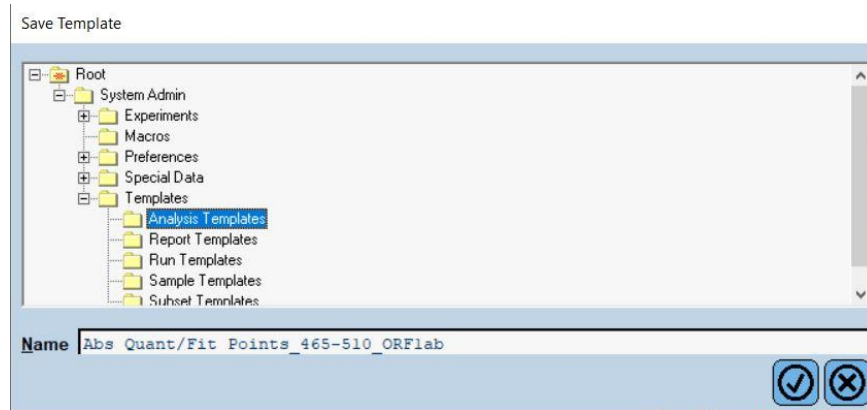 Save Template
Root
System Admin
Experiments
Macros
Preferences
Special Data
Templates
Analysis Templates
Report Templates
Run Templates
Sample Templates
Subset Templates
Name Abs Quant/Fit Points_465-510_ORF1ab